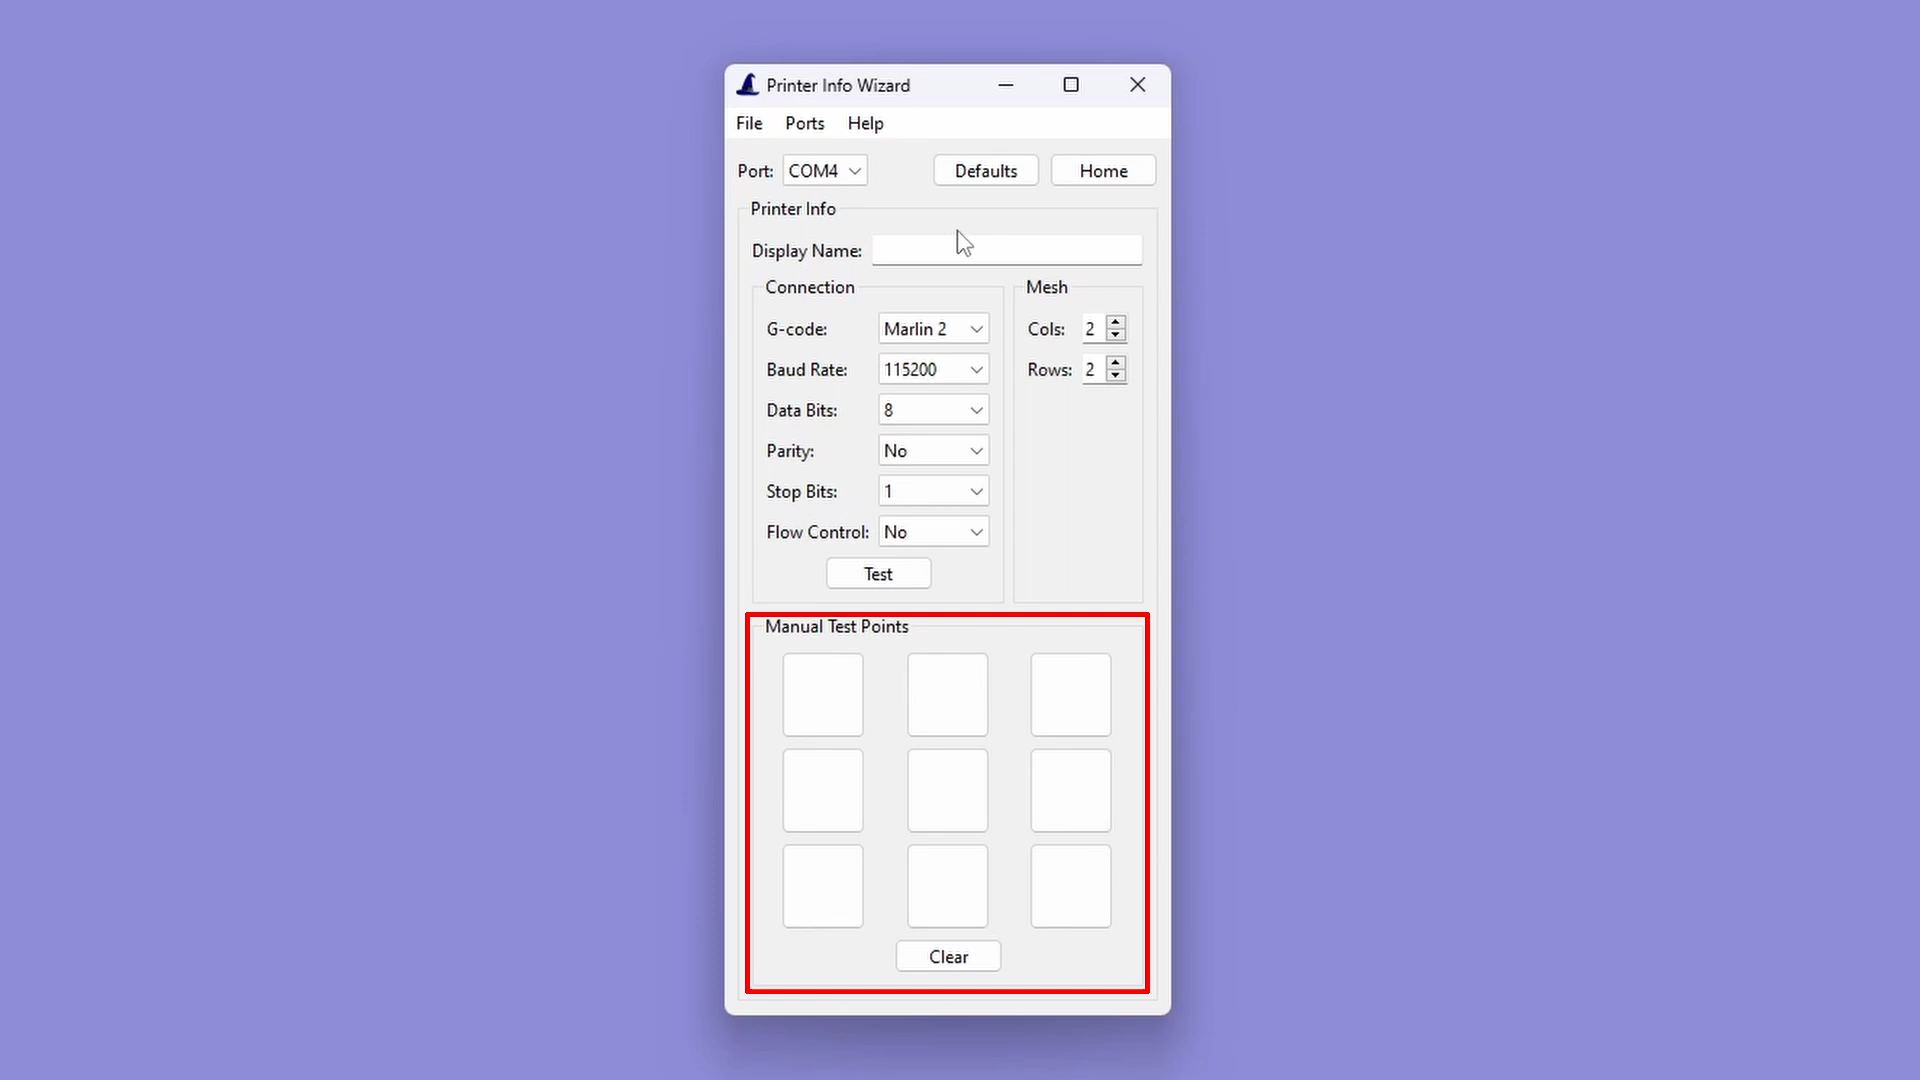 Printer Info Wizard
File Ports Help
Port: COM4 Defaults Home
Printer Info
Display Name:
Connection Mesh
G-code: Marlin 2 Cols: 2
Baud Rate: 115200 Rows: 2
Data Bits: 8
Parity: No
Stop Bits: 1
Flow Control: No
Test
Manual Test Points
Clear